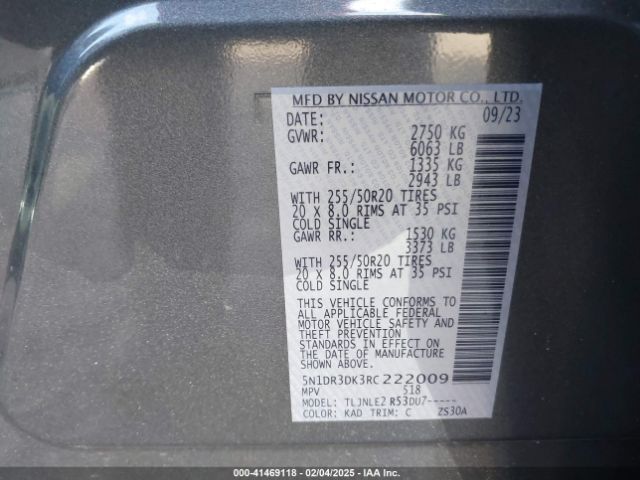 MFD BY NISSAN MOTOR CO., LTD.
DATE: 09/23
GVWR: 2750 KG
6063 LB
GAWR FR.: 1335 KG
2943 LB
WITH 255/50R20 TIRES
20 X 8.0 RIMS AT 35 PSI
COLD SINGLE
GAWR RR.: 1530 KG
3373 LB
WITH 255/50R20 TIRES
20 X 8.0 RIMS AT 35 PSI
COLD SINGLE
THIS VEHICLE CONFORMS TO
ALL APPLICABLE FEDERAL
MOTOR VEHICLE SAFETY AND
THEFT PREVENTION
STANDARDS IN EFFECT ON
THE DATE OF MANUFACTURE
SHOWN ABOVE.
5N1DR3DK3RC222009
MPV 518
MODEL: TLJNLEZ R53DU7-----
COLOR: KAD TRIM: C ZS30A
000-41469118 - 02/04/2025 - IAA Inc.